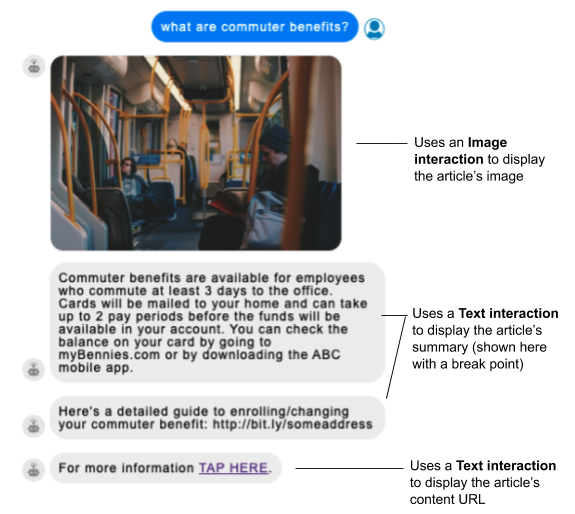 what are commuter benefits?
Uses an Image
interaction to display
the article's image
Commuter benefits are available for employees
who commute at least 3 days to the office.
Cards will be mailed to your home and can take
up to 2 pay periods before the funds will be
available in your account. You can check the
balance on your card by going to
myBennies.com or by downloading the ABC
mobile app.
Uses a Text interaction
to display the article's
summary (shown here
with a break point)
Here's a detailed guide to enrolling/changing
your commuter benefit: http://bit.ly/someaddress
For more information TAP HERE.
Uses a Text interaction
to display the article's
content URL